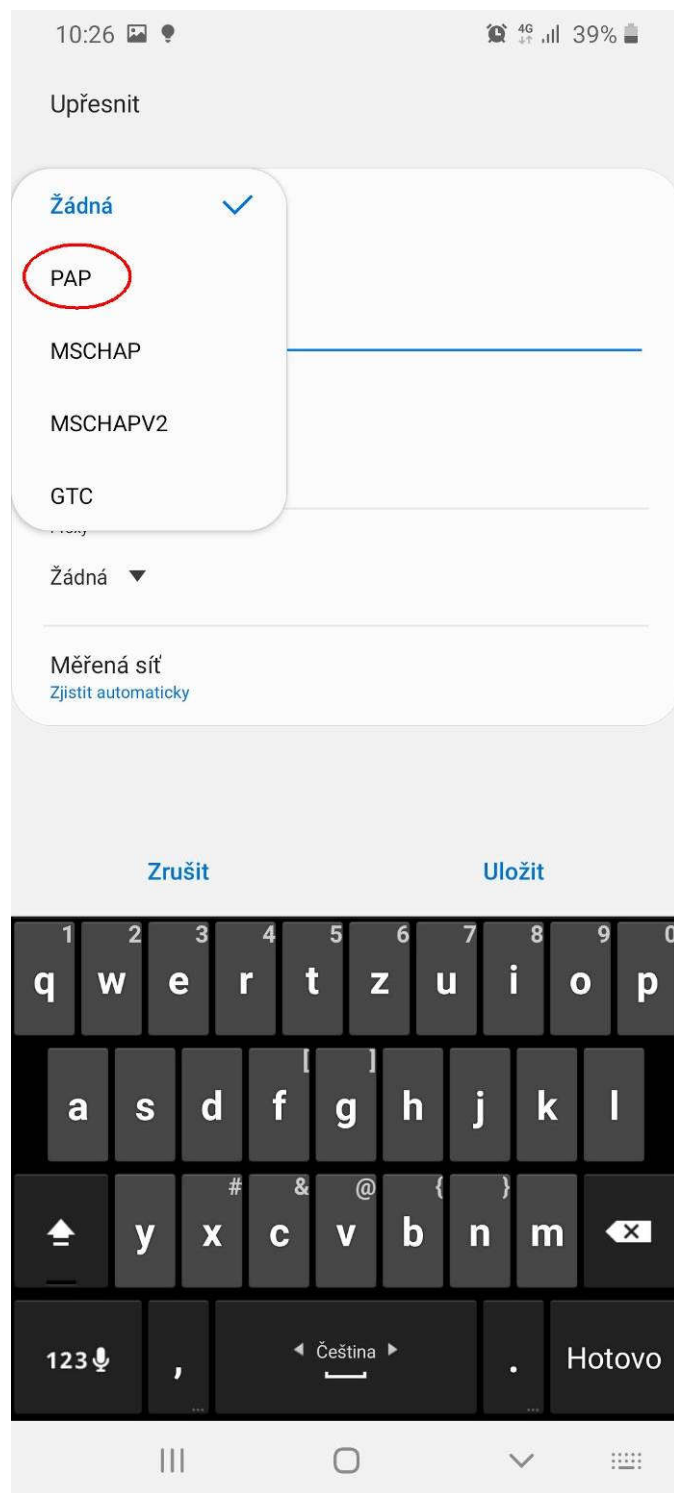 10:26 4G 39%
Upřesnit
Žádná
PAP
MSCHAP
MSCHAPV2
GTC
Žádná
Měřená síť
Zjistit automaticky
Zrušit Uložit
1 2 3 4 5 6 7 8 9 0
q w e r t z u i o p
[ ]
a s d f g h j k l
# & @ { }
y x c v b n m
123 , Čeština . Hotovo